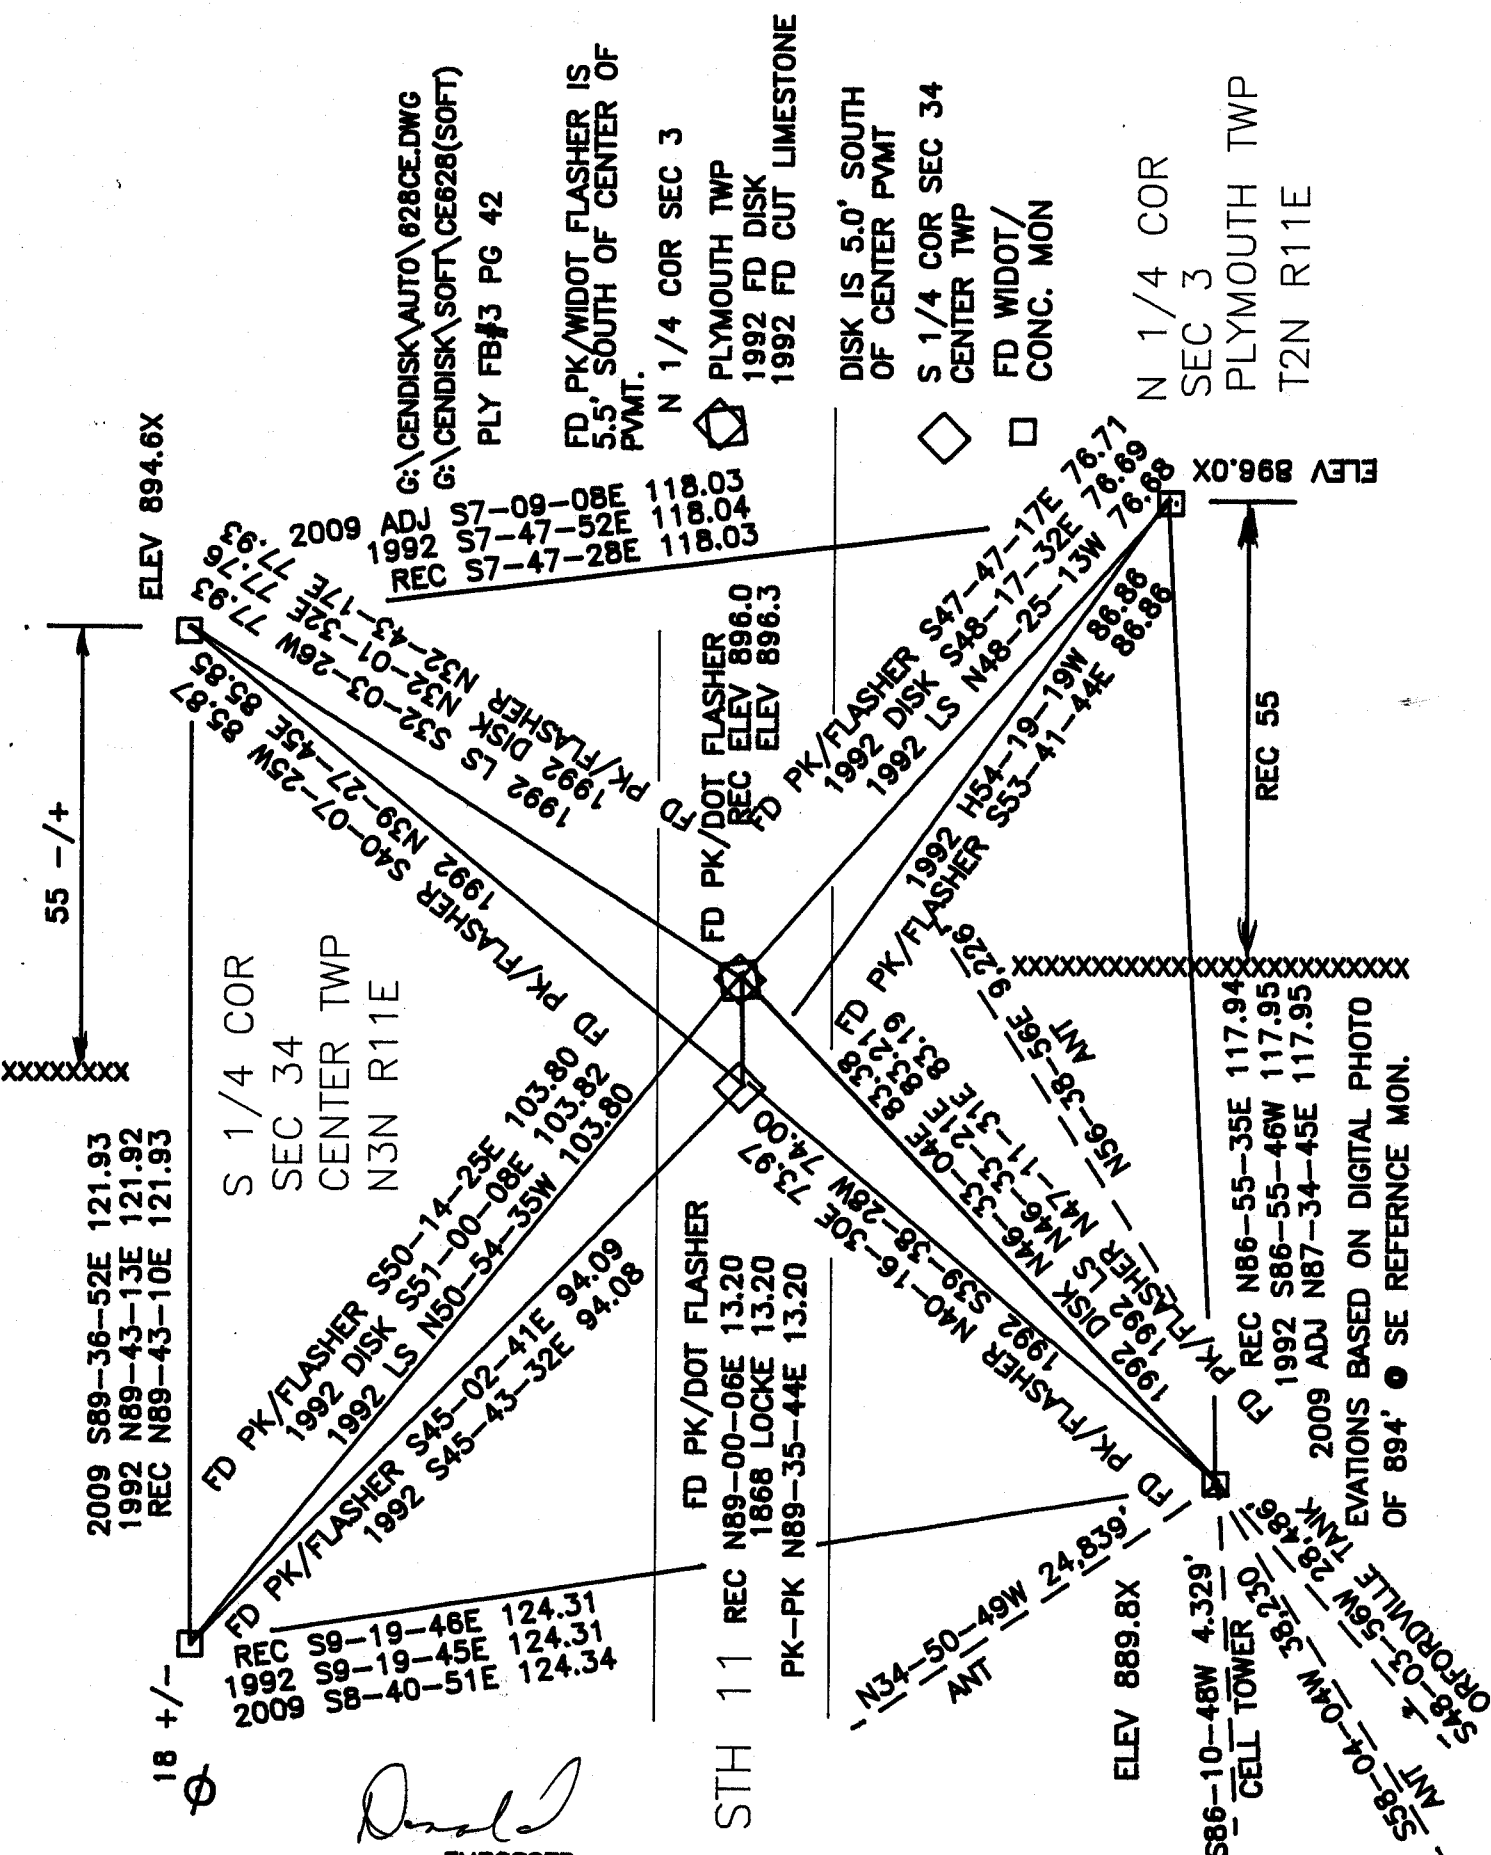 55 -/+
XXXXXXXX
ELEV 894.6X
2009 S89-36-52E 121.93
1992 N89-43-13E 121.92
REC N89-43-10E 121.93
18 +/-
S 1/4 COR
SEC 34
CENTER TWP
N3N R11E
G:\CENDISK\AUTO\628CE.DWG
G:\CENDISK\SOFT\CE628(SOFT)
PLY FB#3 PG 42
FD PK/WIDOT FLASHER IS
5.5' SOUTH OF CENTER OF
PVMT.
N 1/4 COR SEC 3
PLYMOUTH TWP
1992 FD DISK
1992 FD CUT LIMESTONE
DISK IS 5.0' SOUTH
OF CENTER PVMT
S 1/4 COR SEC 34
CENTER TWP
FD WIDOT/
CONC. MON
2009 ADJ S7-09-08E 118.03
1992 S7-47-52E 118.04
REC S7-47-28E 118.03
FD PK/FLASHER N32-43-17E 77.93
1992 DISK N32-01-32E 77.76
1992 LS S32-03-26W 77.93
FD PK/FLASHER S40-07-25W 85.87
1992 N39-27-45E 85.85
FD PK/FLASHER S50-14-25E 103.80
1992 DISK S51-00-08E 103.82
1992 LS N50-54-35W 103.80
FD PK/FLASHER S45-02-41E 94.09
1992 S45-43-32E 94.08
REC S9-19-46E 124.31
1992 S9-19-45E 124.31
2009 S8-40-51E 124.34
FD PK/DOT FLASHER
REC ELEV 896.0
ELEV 896.3
FD PK/DOT FLASHER
REC N89-00-06E 13.20
1868 LOCKE 13.20
PK-PK N89-35-44E 13.20
STH 11
FD PK/FLASHER S47-47-17E 76.71
1992 DISK S48-17-32E 76.69
1992 LS N48-25-13W 76.68
1992 H54-19-19W 86.86
FD PK/FLASHER S53-41-44E 86.86
FD PK/FLASHER N40-16-30E 73.97
1992 S39-38-28W 74.00
1992 DISK N46-33-04E 83.38
1992 LS N46-33-21E 83.21
FD PK/FLASHER N47-11-31E 83.19
N56-38-56E 9,226'
ANT
N 1/4 COR
SEC 3
PLYMOUTH TWP
T2N R11E
ELEV 896.0X
REC 55
XXXXXXXXXXXXXXXXXXXXXXXXX
REC N86-55-35E 117.94
1992 S86-55-46W 117.95
2009 ADJ N87-34-45E 117.95
EVATIONS BASED ON DIGITAL PHOTO
OF 894' @ SE REFERNCE MON.
N34-50-49W 24,839'
ANT
ELEV 889.8X
S86-10-48W 4.329'
CELL TOWER
S58-04-04W 38,230
ANT
S48-03-56W 28,486'
ORFORDVILLE
TANK
Donald